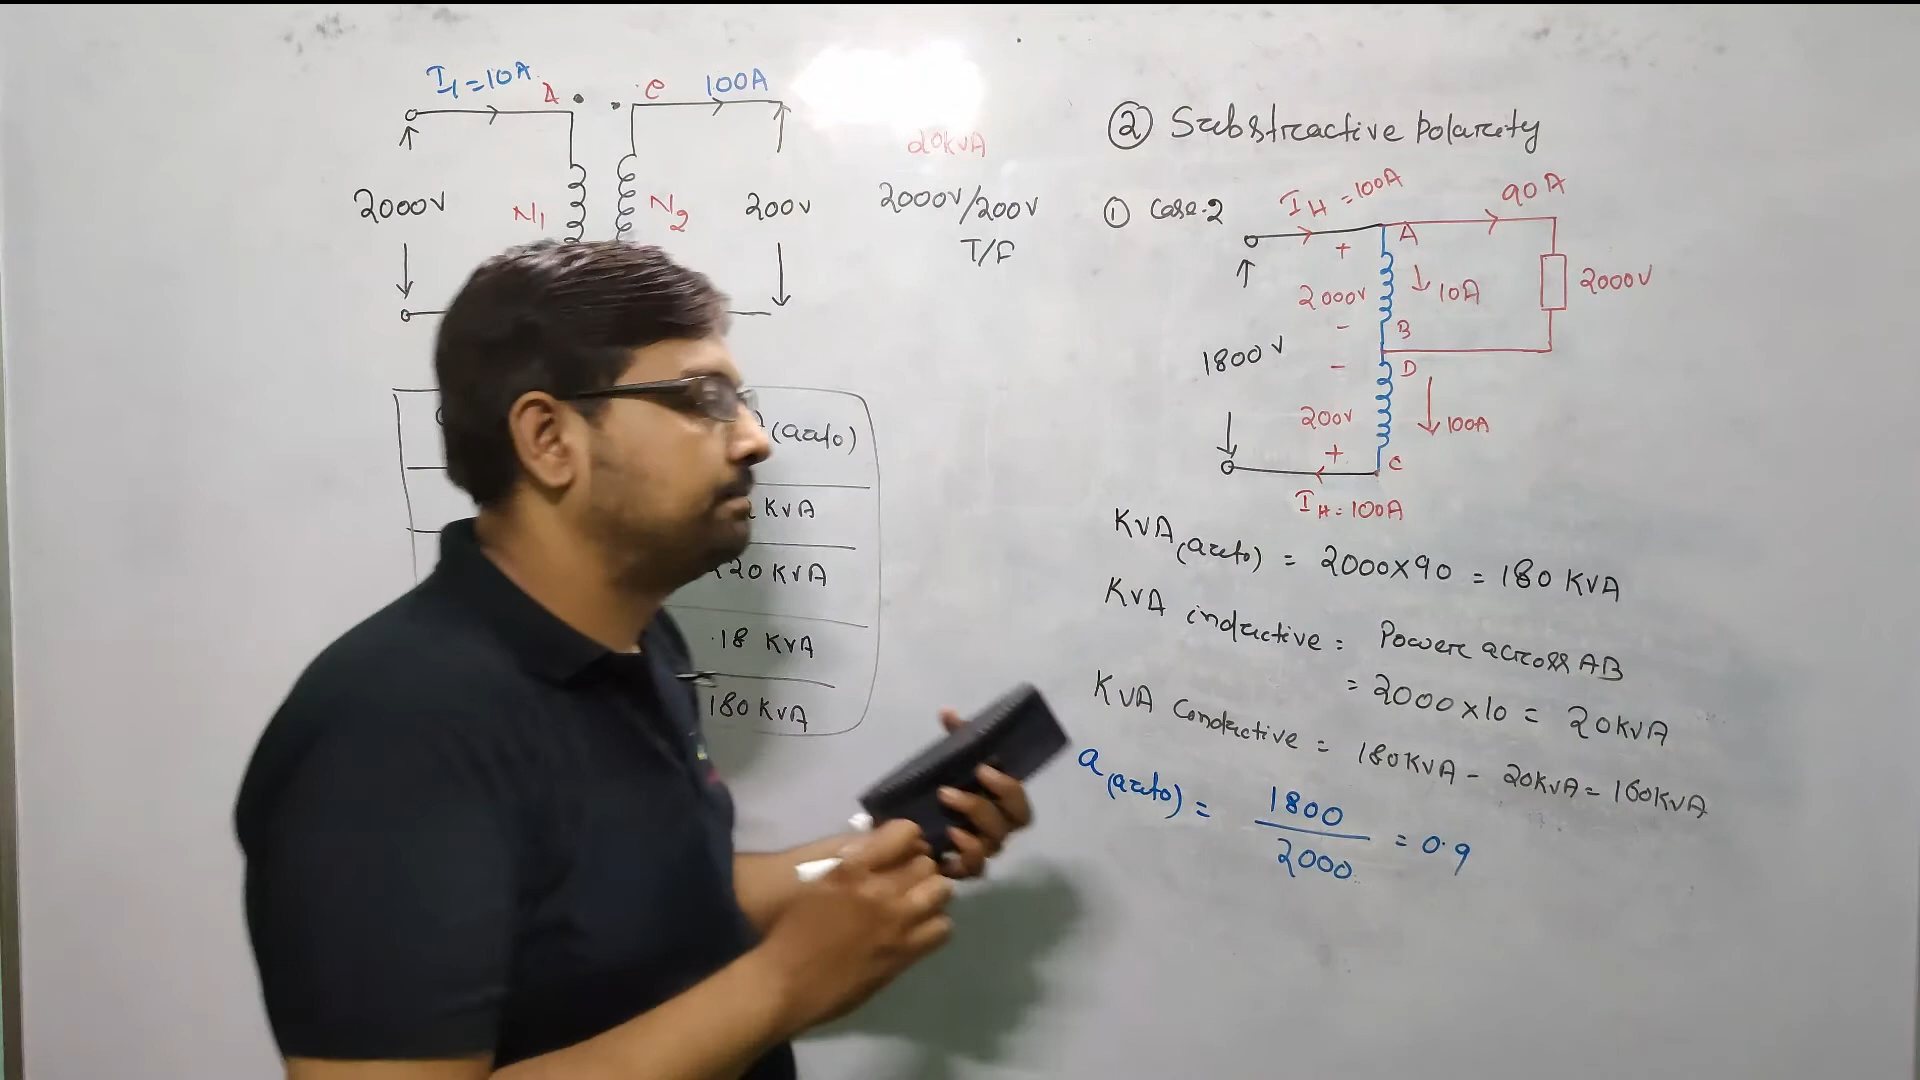 I1 = 10A
A
C
100A
2000V
N1
N2
200V
20KVA
2000V/200V
T/F
(auto)
KVA
220 KVA
18 KVA
180 KVA
② Substractive Polarity
① Case-2
IH = 100A
90A
A
+
2000V
10A
2000V
-
B
1800V
-
D
200V
100A
+
C
IH = 100A
KVA(auto) = 2000×90 = 180 KVA
KVA inductive = Power across AB
= 2000×10 = 20KVA
KVA Conductive = 180KVA - 20KVA = 160KVA
a(auto) = 1800/2000 = 0.9